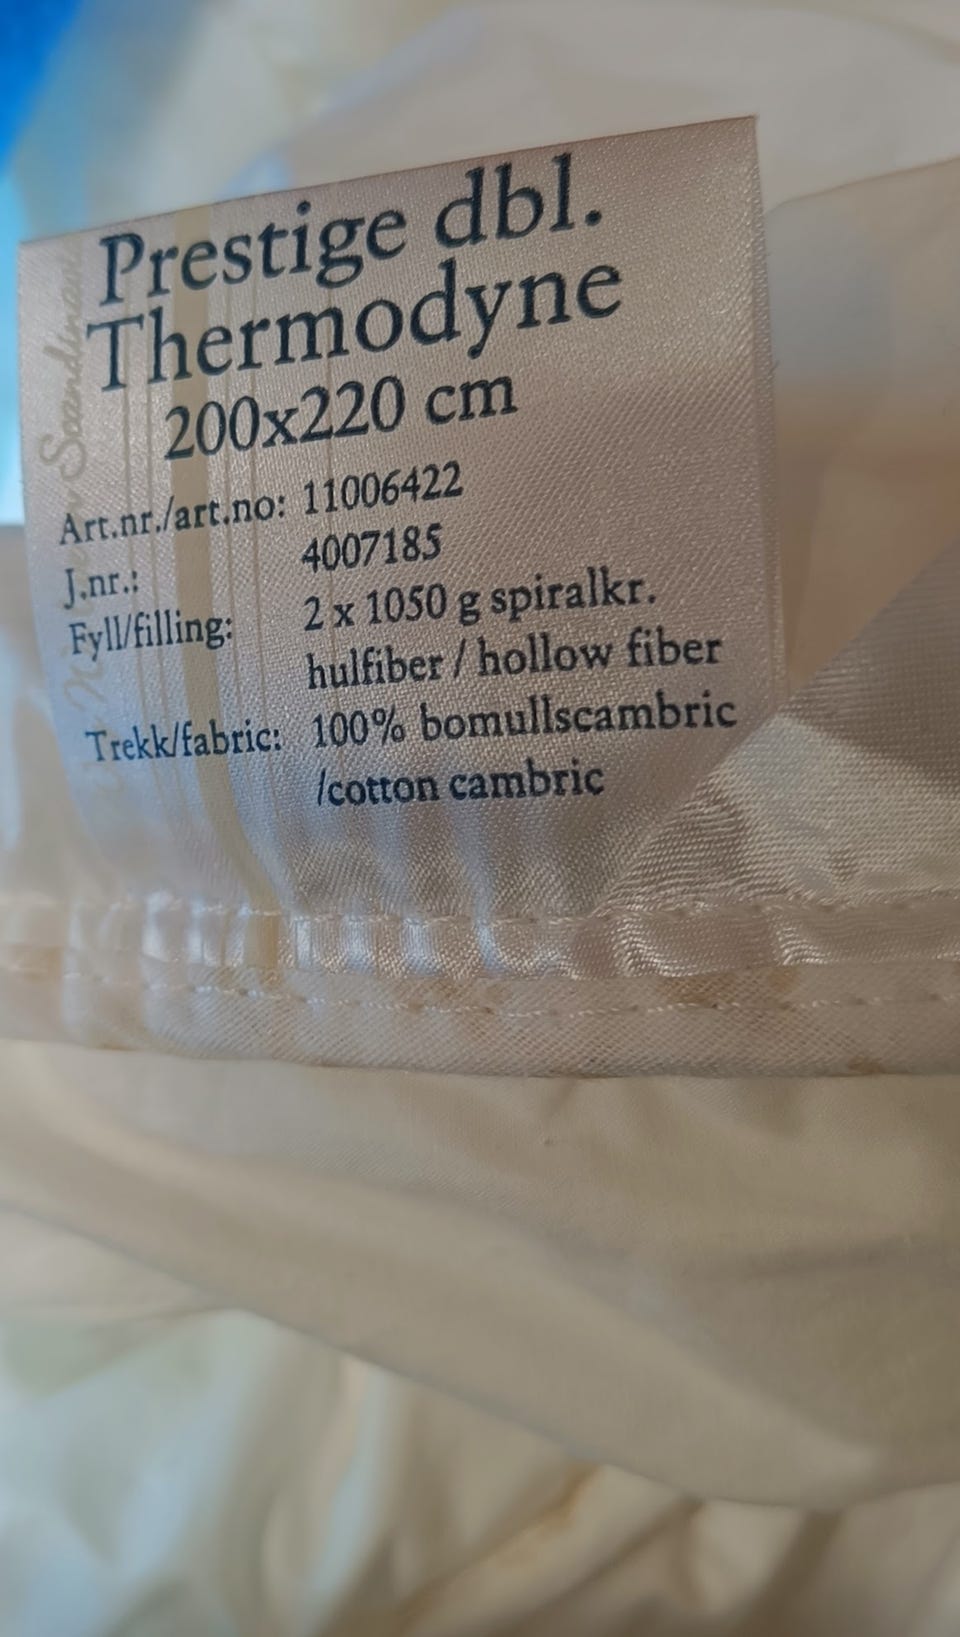 Prestige dbl.
Thermodyne
200x220 cm
Art.nr./art.no: 11006422
J.nr.: 4007185
Fyll/filling: 2 x 1050 g spiralkr.
hulfiber / hollow fiber
Trekk/fabric: 100% bomullscambric
/cotton cambric